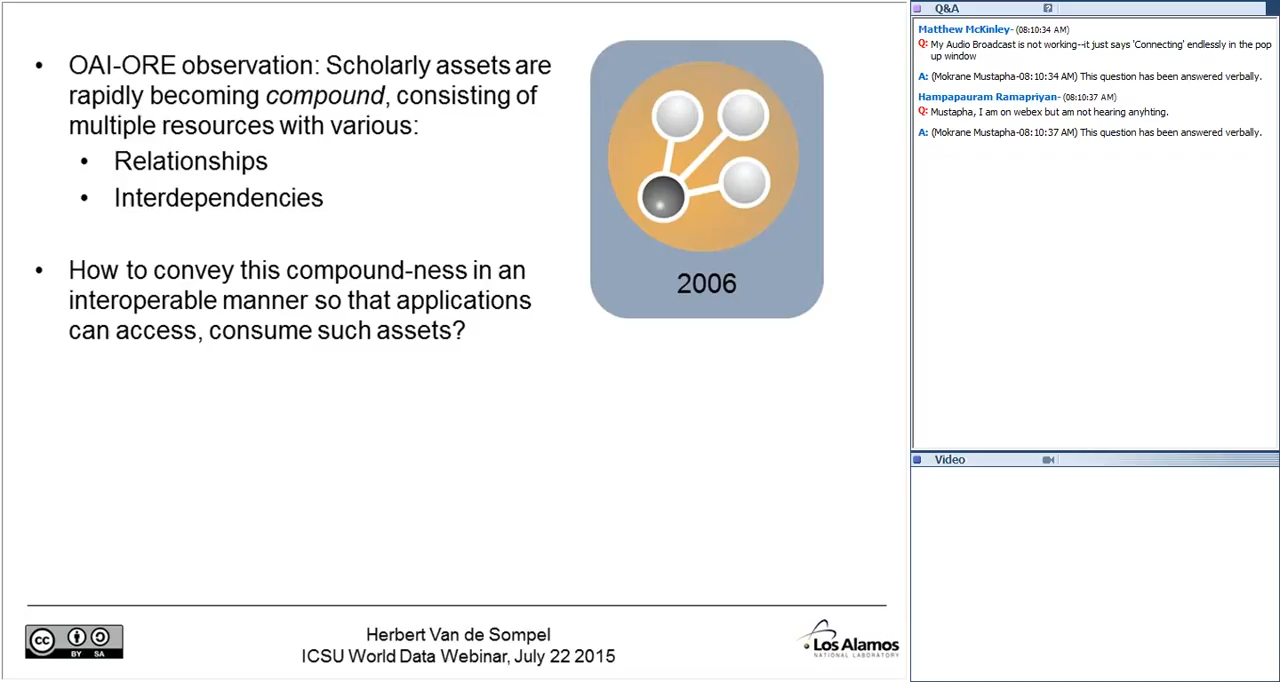 • OAI-ORE observation: Scholarly assets are
rapidly becoming compound, consisting of
multiple resources with various:
• Relationships
• Interdependencies
• How to convey this compound-ness in an
interoperable manner so that applications
can access, consume such assets?
2006
cc BY SA
Herbert Van de Sompel
ICSU World Data Webinar, July 22 2015
Los Alamos
NATIONAL LABORATORY
Q&A
Matthew McKinley- (08:10:34 AM)
Q: My Audio Broadcast is not working--it just says 'Connecting' endlessly in the pop
up window
A: (Mokrane Mustapha-08:10:34 AM) This question has been answered verbally.
Hampapauram Ramapriyan- (08:10:37 AM)
Q: Mustapha, I am on webex but am not hearing anyhting.
A: (Mokrane Mustapha-08:10:37 AM) This question has been answered verbally.
Video